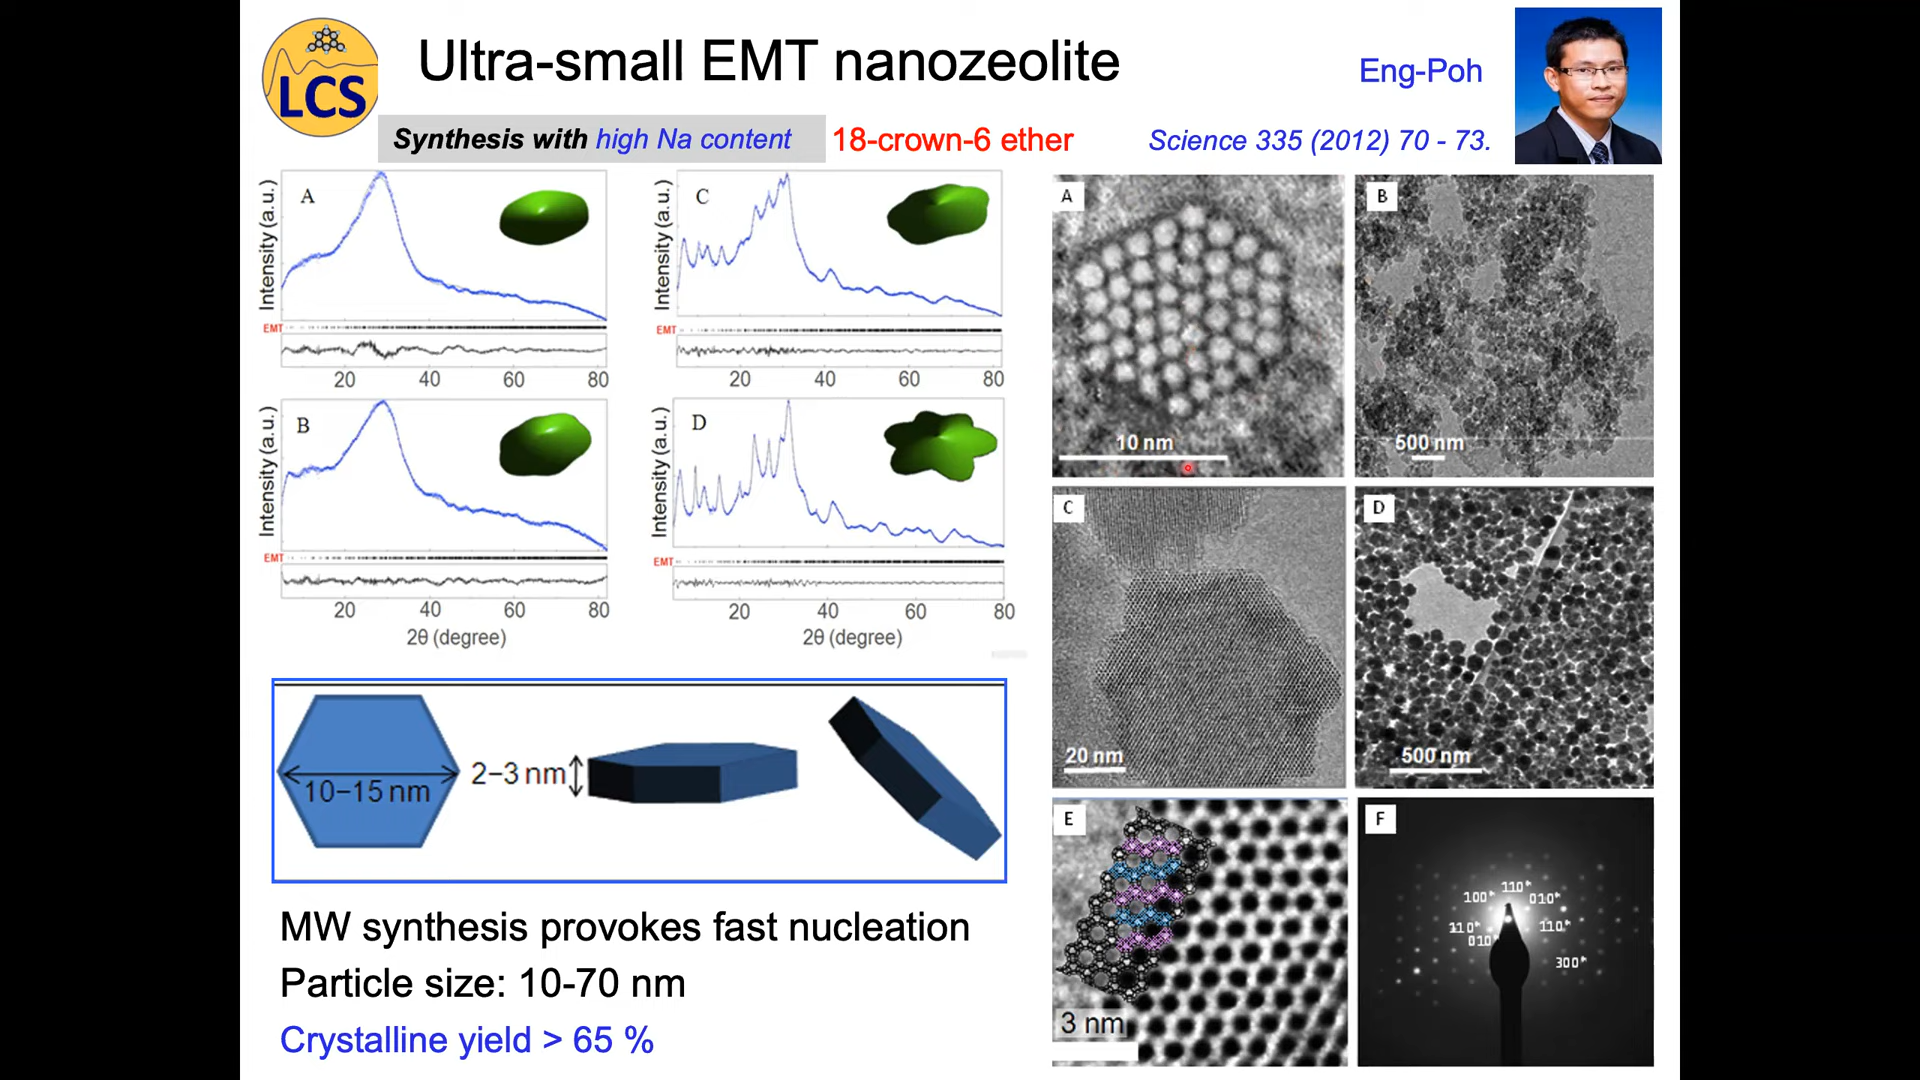 LCS
Ultra-small EMT nanozeolite
Eng-Poh
Synthesis with high Na content
18-crown-6 ether
Science 335 (2012) 70 - 73.
A
Intensity (a.u.)
EMT
20 40 60 80
C
Intensity (a.u.)
EMT
20 40 60 80
B
Intensity (a.u.)
EMT
20 40 60 80
2θ (degree)
D
Intensity (a.u.)
EMT
20 40 60 80
2θ (degree)
10–15 nm
2–3 nm
MW synthesis provokes fast nucleation
Particle size: 10-70 nm
Crystalline yield > 65 %
A
10 nm
B
500 nm
C
20 nm
D
500 nm
E
3 nm
F
100*
110*
010*
110*
010*
110*
300*